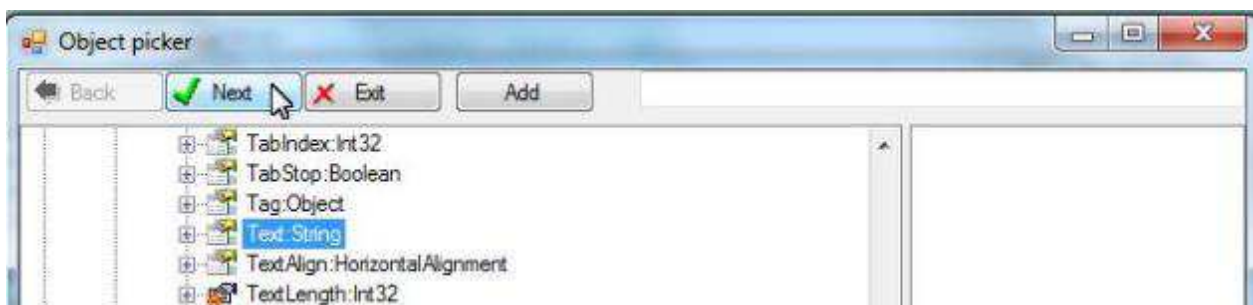 Object picker
Back Next Exit Add
TabIndex:Int32
TabStop:Boolean
Tag:Object
Text:String
TextAlign:HorizontalAlignment
TextLength:Int32